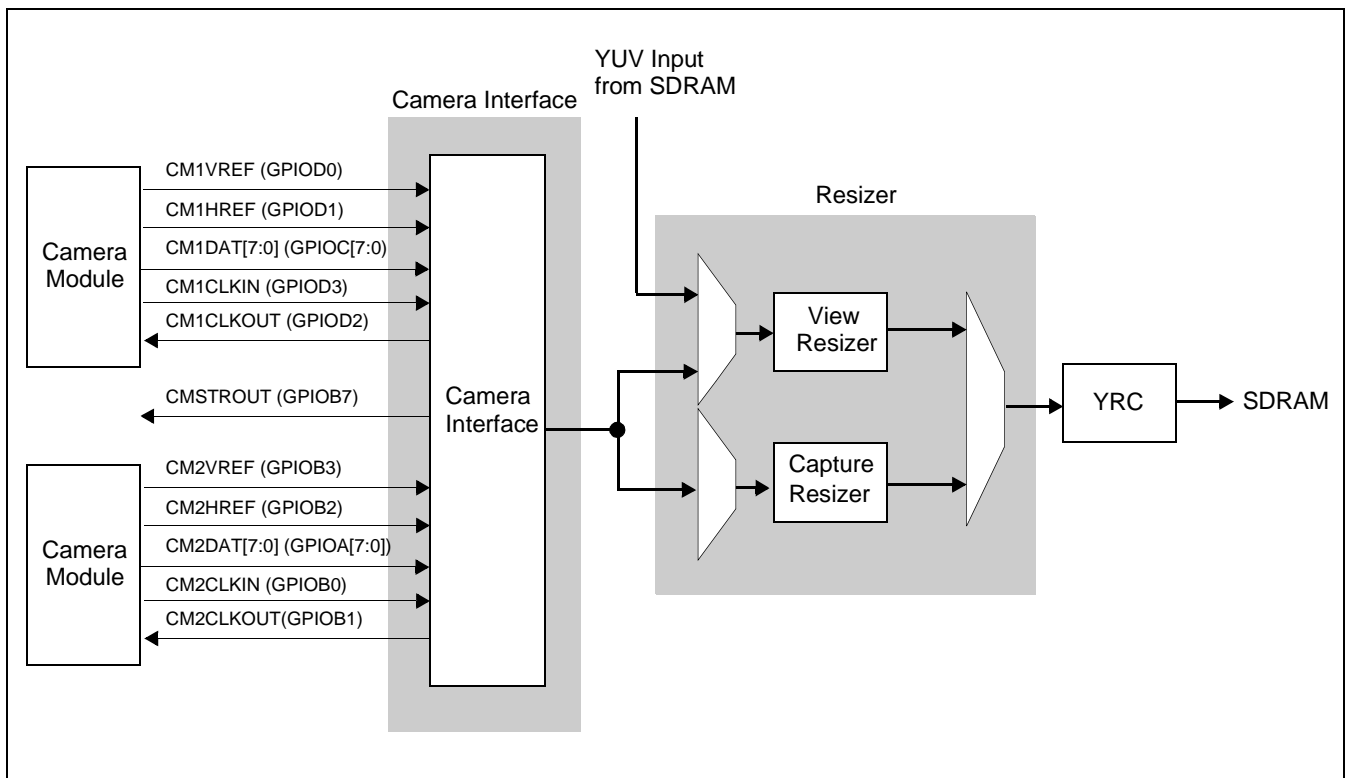 YUV Input
from SDRAM
Camera Interface
CM1VREF (GPIOD0)
CM1HREF (GPIOD1)
CM1DAT[7:0] (GPIOC[7:0)
CM1CLKIN (GPIOD3)
CM1CLKOUT (GPIOD2)
Camera
Module
CMSTROUT (GPIOB7)
Camera
Interface
CM2VREF (GPIOB3)
CM2HREF (GPIOB2)
CM2DAT[7:0] (GPIOA[7:0])
CM2CLKIN (GPIOB0)
CM2CLKOUT(GPIOB1)
Camera
Module
Resizer
View
Resizer
Capture
Resizer
YRC
SDRAM